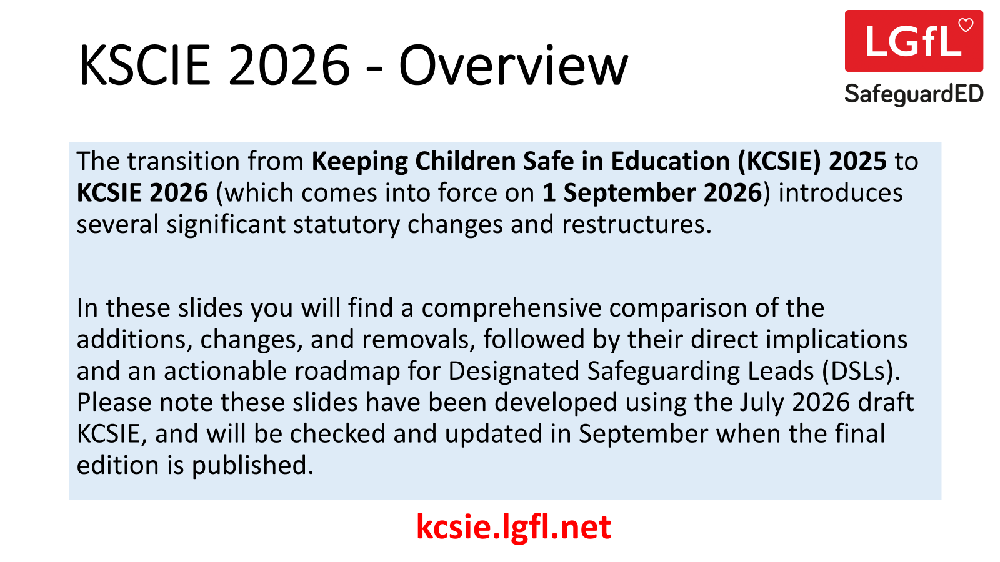 KSCIE 2026 - Overview
LGfL
SafeguardED
The transition from Keeping Children Safe in Education (KCSIE) 2025 to
KCSIE 2026 (which comes into force on 1 September 2026) introduces
several significant statutory changes and restructures.
In these slides you will find a comprehensive comparison of the
additions, changes, and removals, followed by their direct implications
and an actionable roadmap for Designated Safeguarding Leads (DSLs).
Please note these slides have been developed using the July 2026 draft
KCSIE, and will be checked and updated in September when the final
edition is published.
kcsie.lgfl.net